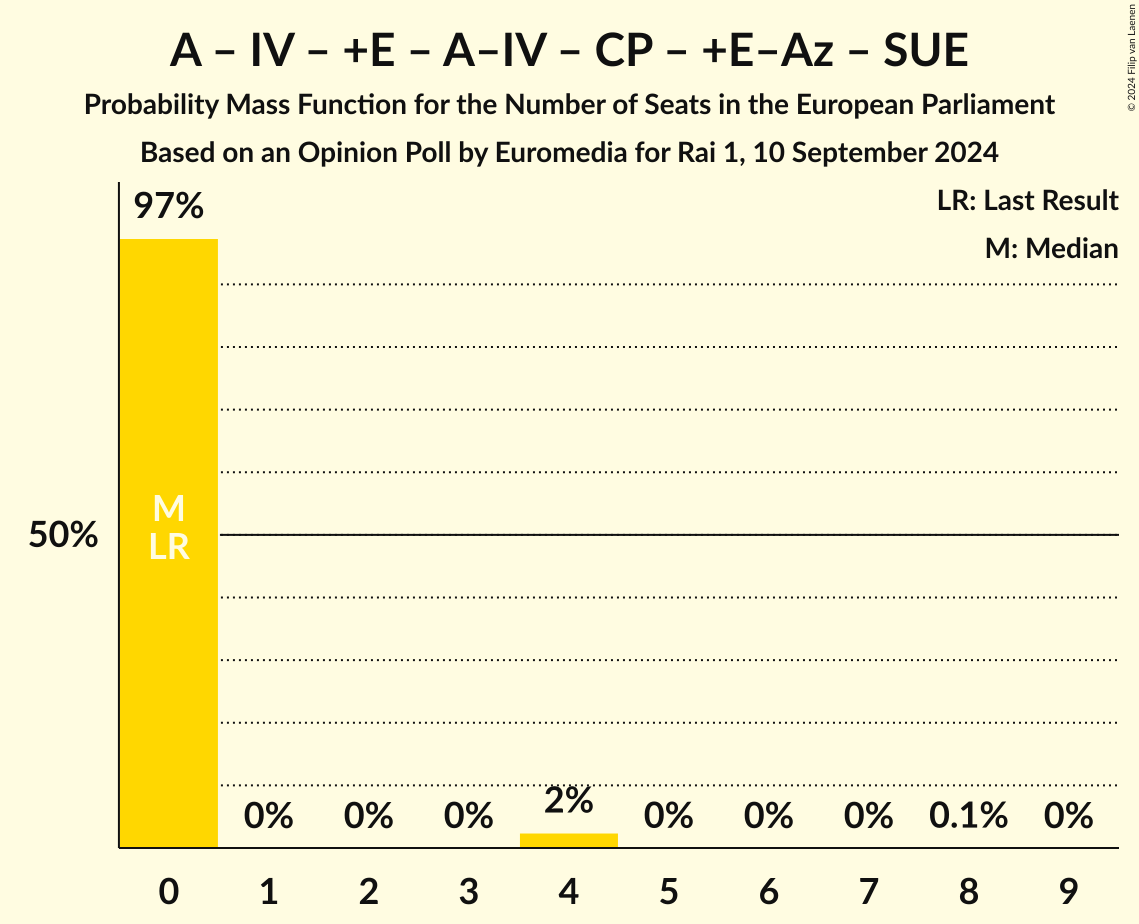 A – IV – +E – A–IV – CP – +E–Az – SUE
Probability Mass Function for the Number of Seats in the European Parliament
Based on an Opinion Poll by Euromedia for Rai 1, 10 September 2024
© 2024 Filip van Laenen
LR: Last Result
M: Median
97%
M
LR
50%
0% 0% 0% 2% 0% 0% 0% 0.1% 0%
0 1 2 3 4 5 6 7 8 9